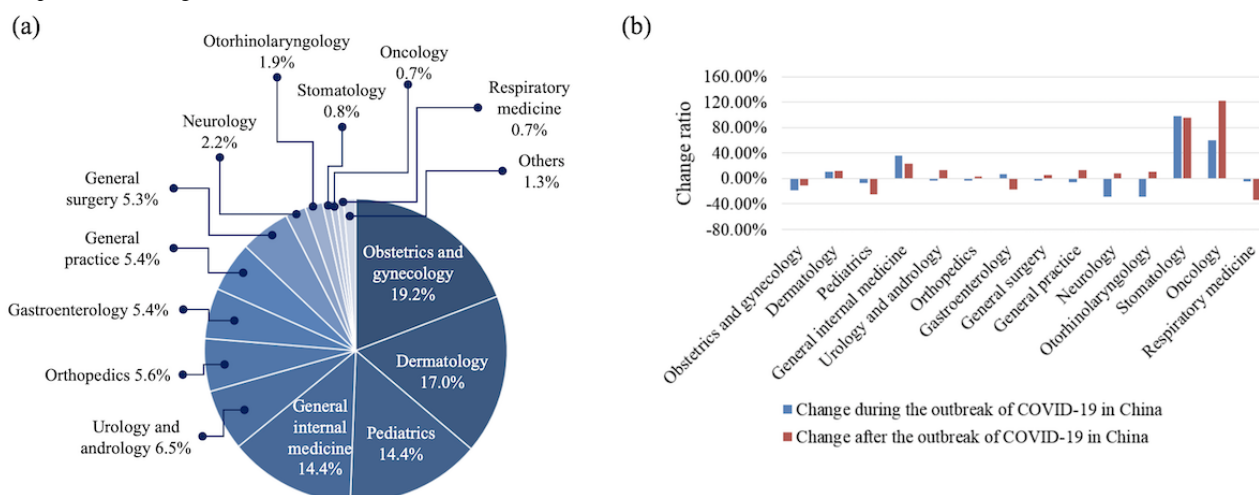 (a)
Otorhinolaryngology
1.9%
Oncology
0.7%
Stomatology
0.8%
Respiratory
medicine
0.7%
Neurology
2.2%
Others
1.3%
General
surgery 5.3%
General
practice 5.4%
Gastroenterology 5.4%
Orthopedics 5.6%
Urology and
andrology 6.5%
General
internal
medicine
14.4%
Pediatrics
14.4%
Dermatology
17.0%
Obstetrics and
gynecology
19.2%
(b)
Change ratio
160.00%
120.00%
80.00%
40.00%
0.00%
-40.00%
-80.00%
Obstetrics and gynecology
Dermatology
Pediatrics
General internal medicine
Urology and andrology
Orthopedics
Gastroenterology
General surgery
General practice
Neurology
Otorhinolaryngology
Stomatology
Oncology
Respiratory medicine
Change during the outbreak of COVID-19 in China
Change after the outbreak of COVID-19 in China